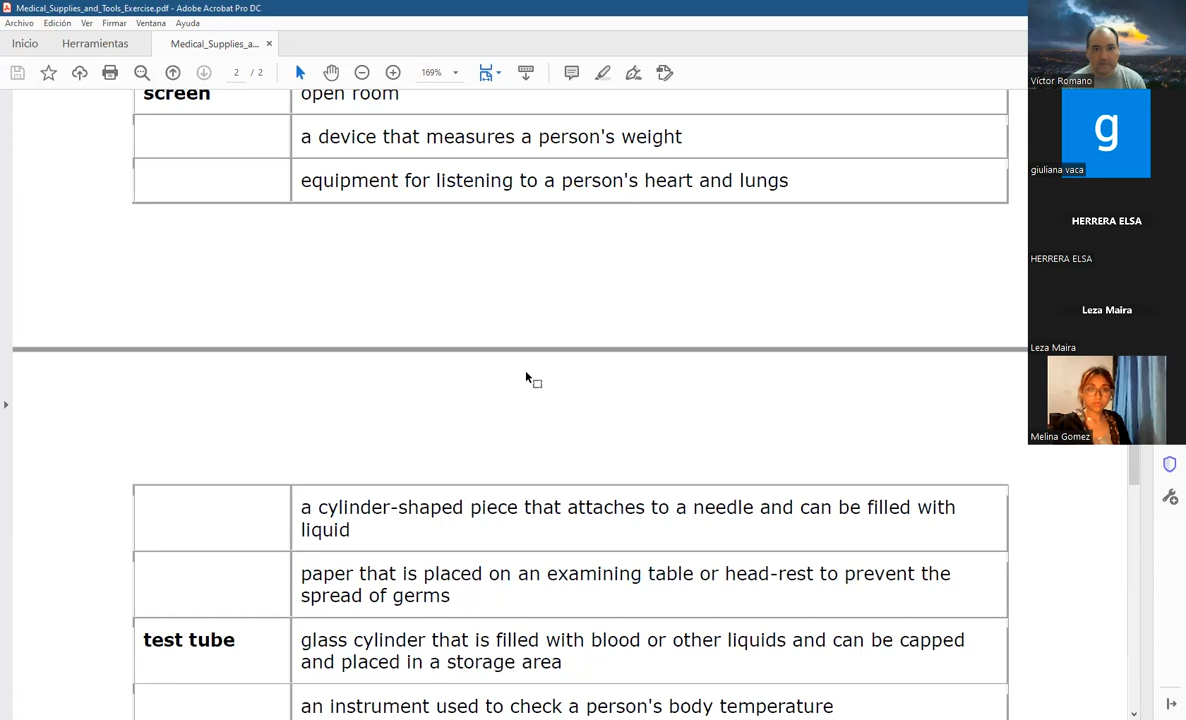 Medical_Supplies_and_Tools_Exercise.pdf - Adobe Acrobat Pro DC
Archivo Edición Ver Firmar Ventana Ayuda
Inicio Herramientas Medical_Supplies_a... ×
2 / 2 169%
screen open room
a device that measures a person's weight
equipment for listening to a person's heart and lungs
a cylinder-shaped piece that attaches to a needle and can be filled with
liquid
paper that is placed on an examining table or head-rest to prevent the
spread of germs
test tube glass cylinder that is filled with blood or other liquids and can be capped
and placed in a storage area
an instrument used to check a person's body temperature
Víctor Romano
g
giuliana vaca
HERRERA ELSA
HERRERA ELSA
Leza Maira
Leza Maira
Melina Gomez